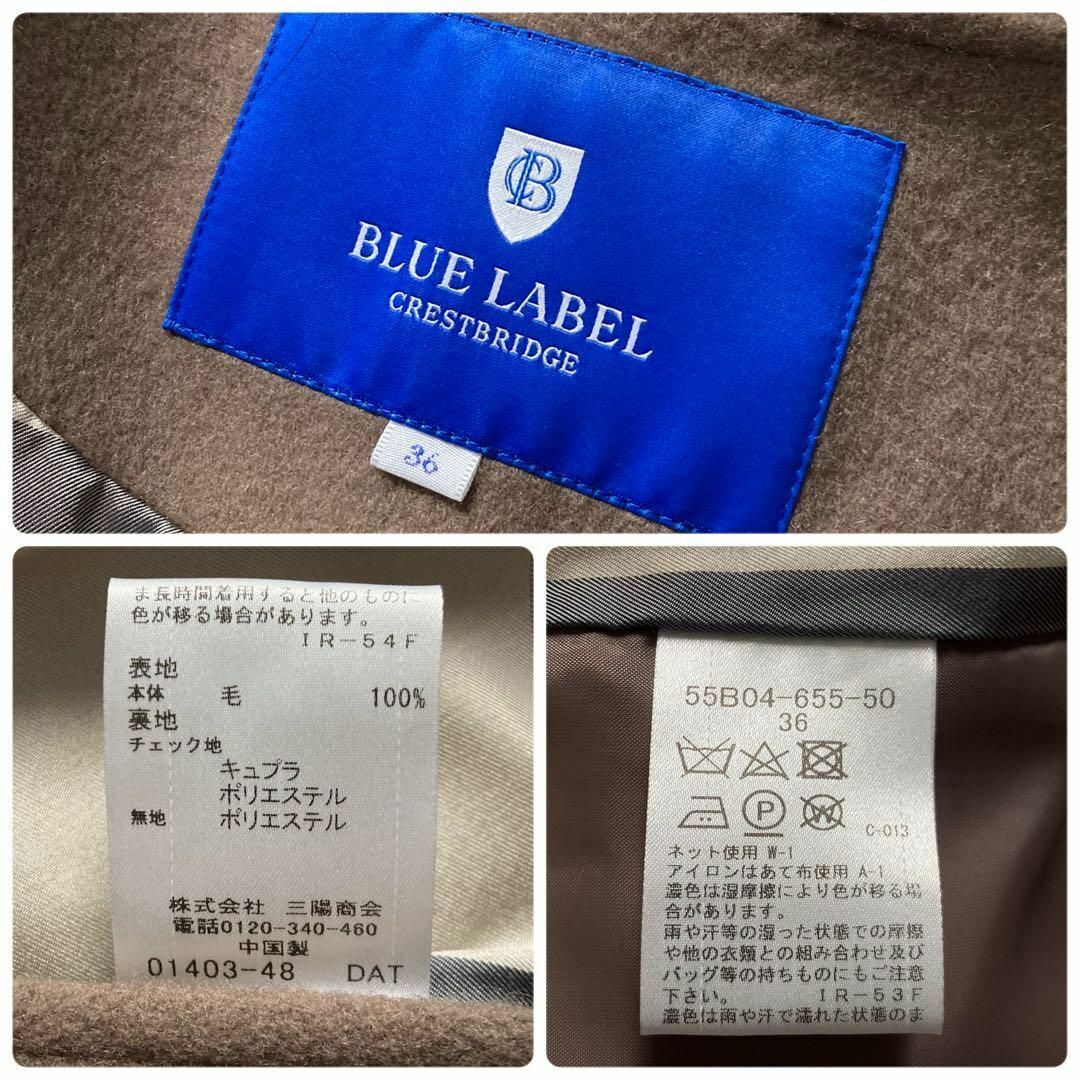 CB
BLUE LABEL
CRESTBRIDGE
36
ま長時間着用すると他のものに
色が移る場合があります。
IR-54F
表地
本体 毛 100%
裏地
チェック地
キュプラ
ポリエステル
無地 ポリエステル
株式会社 三陽商会
電話0120-340-460
中国製
01403-48 DAT
55B04-655-50
36
P W
C-013
ネット使用 W-1
アイロンはあて布使用 A-1
濃色は湿摩擦により色が移る場
合があります。
雨や汗等の湿った状態での摩擦
や他の衣類との組み合わせ及び
バッグ等の持ちものにもご注意
下さい。 IR-53F
濃色は雨や汗で濡れた状態のま